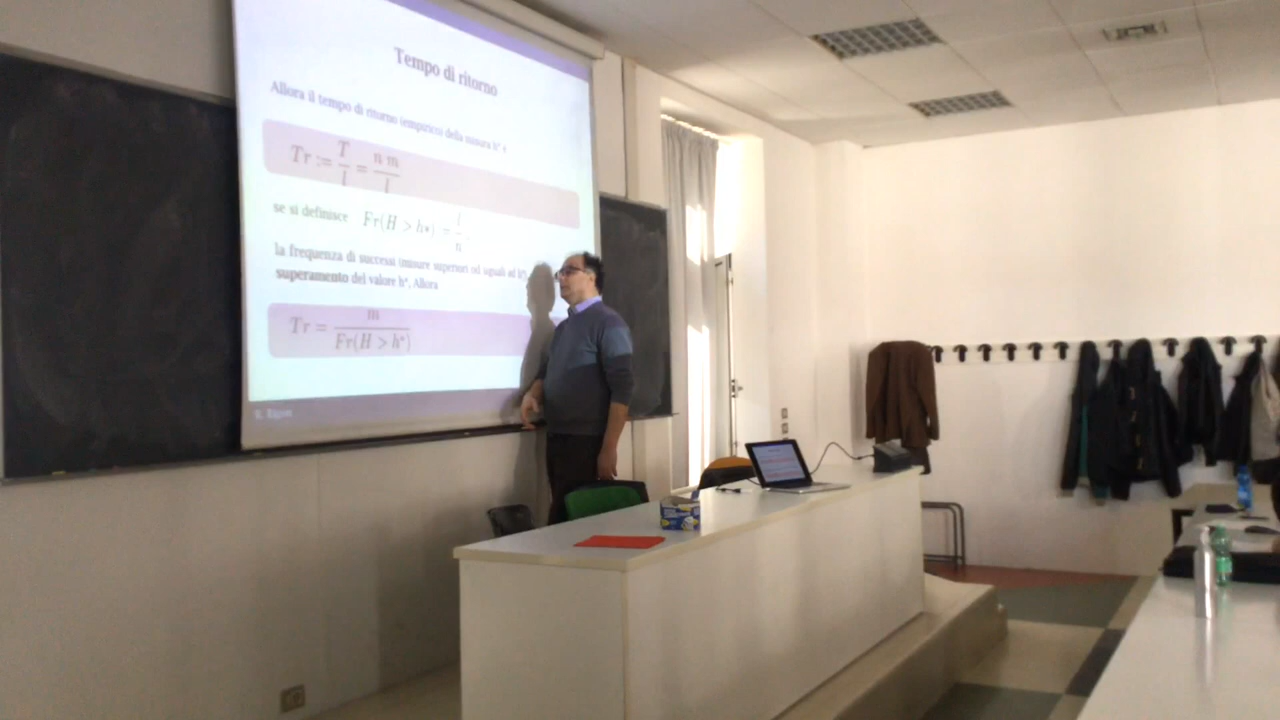 Tempo di ritorno
Allora il tempo di ritorno (empirico) della misura h* è
Tr := T/l = n m/l
se si definisce Fr(H > h*) = l/n
la frequenza di successi (misure superiori od uguali ad h*),
superamento del valore h*, Allora
Tr = m/Fr(H > h*)
R. Rigon